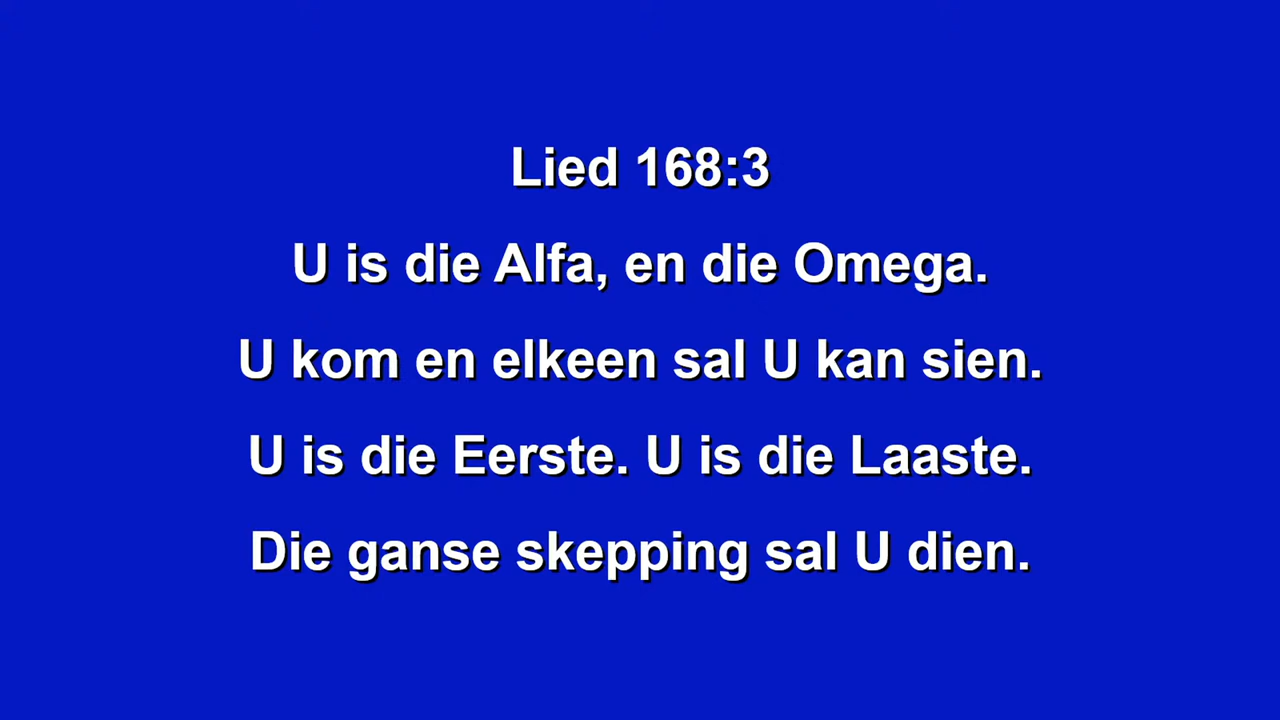 Lied 168:3
U is die Alfa, en die Omega.
U kom en elkeen sal U kan sien.
U is die Eerste. U is die Laaste.
Die ganse skepping sal U dien.